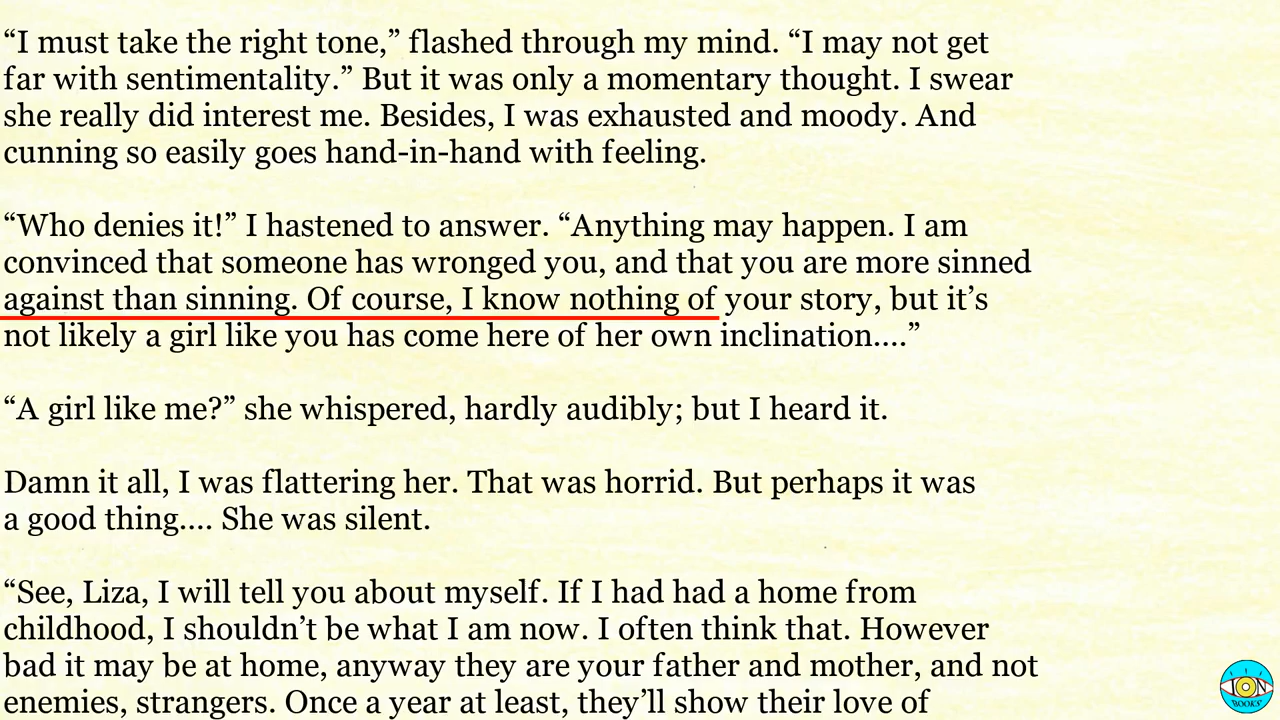 “I must take the right tone,” flashed through my mind. “I may not get
far with sentimentality.” But it was only a momentary thought. I swear
she really did interest me. Besides, I was exhausted and moody. And
cunning so easily goes hand-in-hand with feeling.
“Who denies it!” I hastened to answer. “Anything may happen. I am
convinced that someone has wronged you, and that you are more sinned
against than sinning. Of course, I know nothing of your story, but it’s
not likely a girl like you has come here of her own inclination....”
“A girl like me?” she whispered, hardly audibly; but I heard it.
Damn it all, I was flattering her. That was horrid. But perhaps it was
a good thing.... She was silent.
“See, Liza, I will tell you about myself. If I had had a home from
childhood, I shouldn’t be what I am now. I often think that. However
bad it may be at home, anyway they are your father and mother, and not
enemies, strangers. Once a year at least, they’ll show their love of
ION
BOOKS